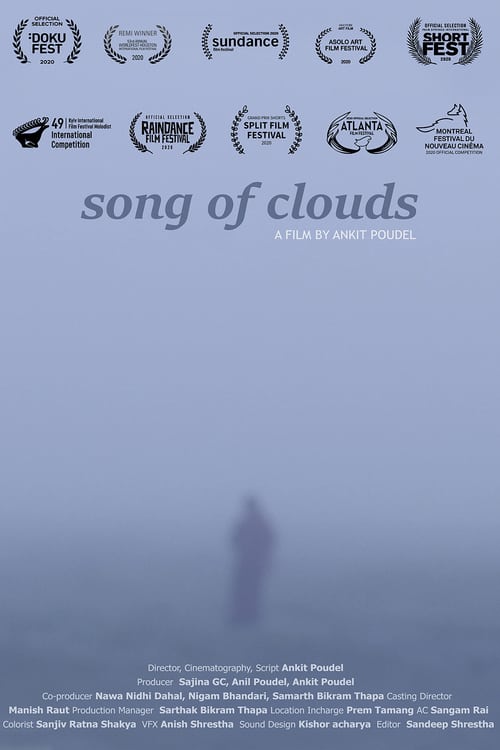 OFFICIAL SELECTION
DOKU
FEST
2020
REMI WINNER
WORLDFEST HOUSTON
2020
OFFICIAL SELECTION 2020
sundance
film festival
ASOLO ART
FILM FESTIVAL
2020
OFFICIAL SELECTION
SHORT
FEST
2020
49 Kyiv International
Film Festival Molodist
International
Competition
OFFICIAL SELECTION
RAINDANCE
FILM FESTIVAL
2020
GRAND PRIX SHORTS
SPLIT FILM
FESTIVAL
2020
ATLANTA
FILM FESTIVAL
MONTREAL
FESTIVAL DU
NOUVEAU CINÉMA
2020 OFFICIAL COMPETITION
song of clouds
A FILM BY ANKIT POUDEL
Director, Cinematography, Script Ankit Poudel
Producer Sajina GC, Anil Poudel, Ankit Poudel
Co-producer Nawa Nidhi Dahal, Nigam Bhandari, Samarth Bikram Thapa Casting Director
Manish Raut Production Manager Sarthak Bikram Thapa Location Incharge Prem Tamang AC Sangam Rai
Colorist Sanjiv Ratna Shakya VFX Anish Shrestha Sound Design Kishor acharya Editor Sandeep Shrestha